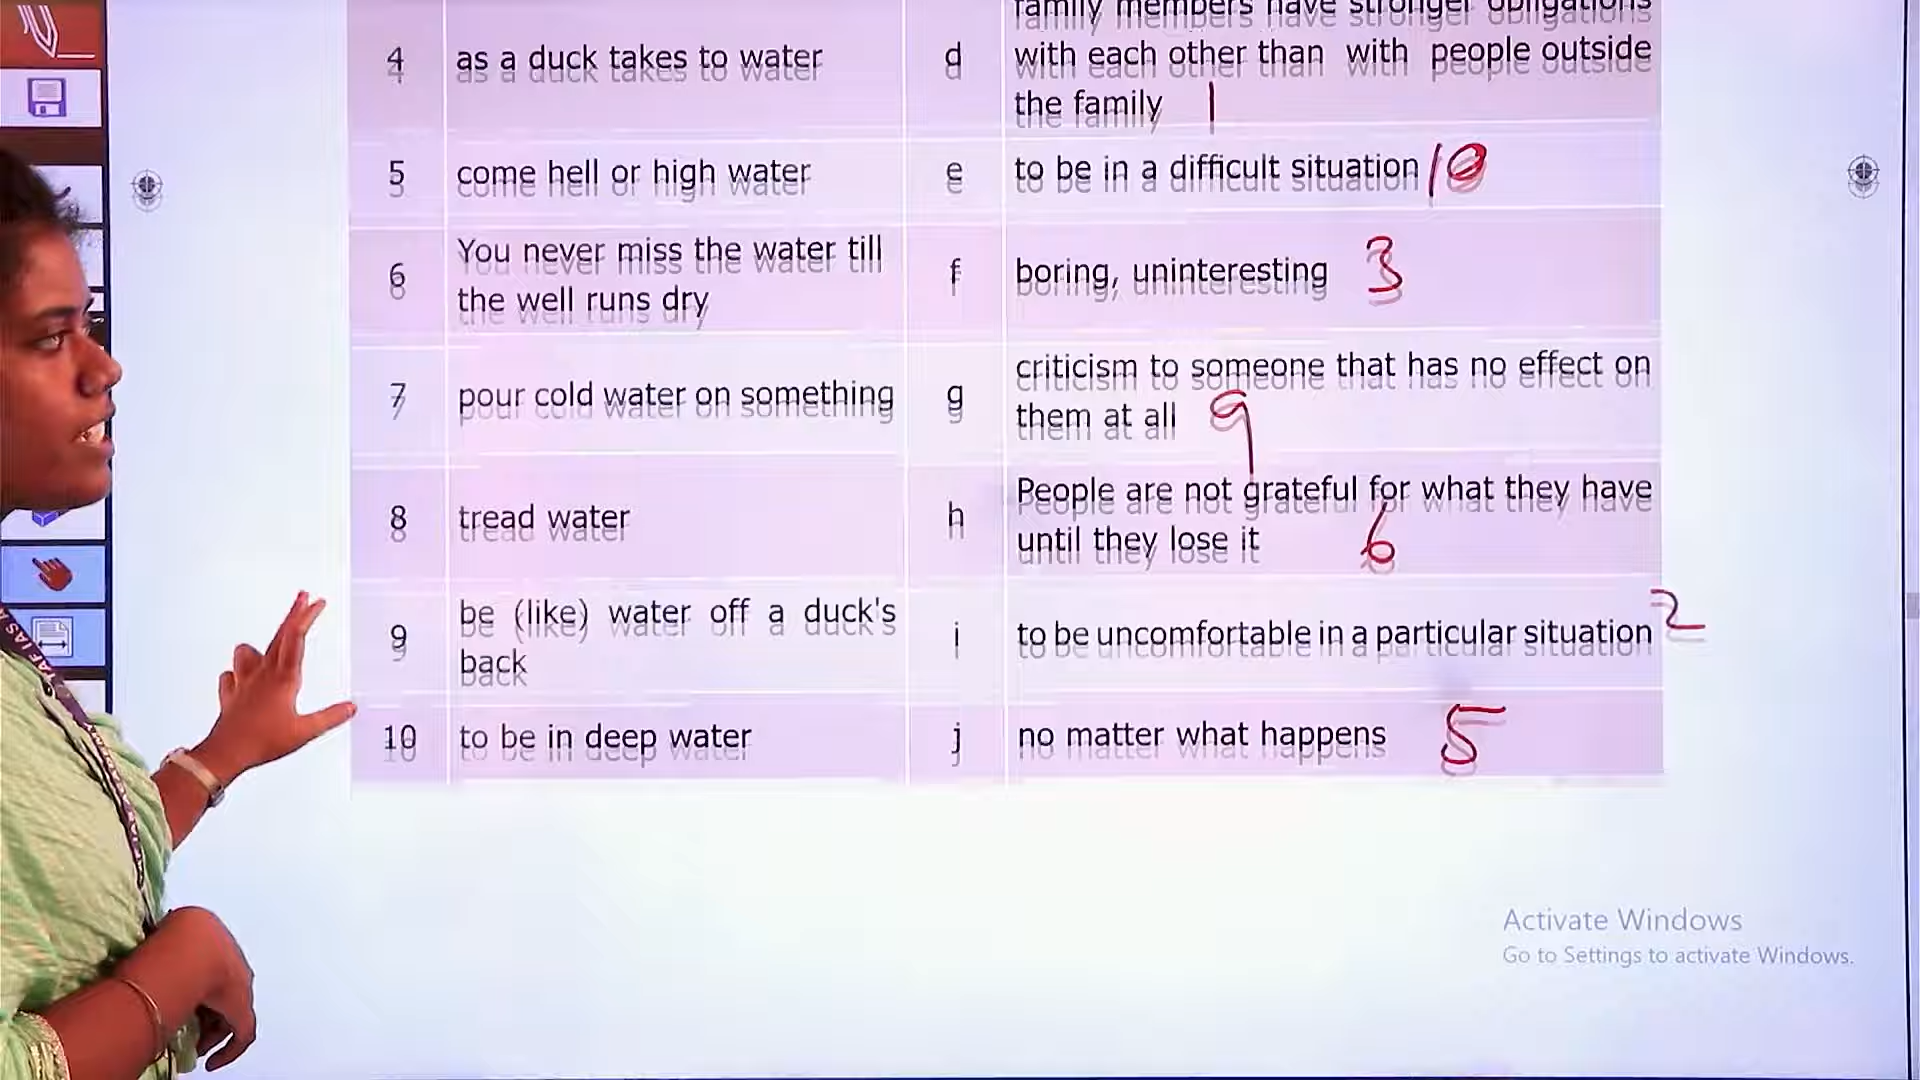 family members have stronger obligations
4 as a duck takes to water d with each other than with people outside
the family 1
5 come hell or high water e to be in a difficult situation 10
You never miss the water till
6 f boring, uninteresting 3
the well runs dry
criticism to someone that has no effect on
7 pour cold water on something g
them at all 9
People are not grateful for what they have
8 tread water h
until they lose it 6
be (like) water off a duck's
9 i to be uncomfortable in a particular situation 2
back
10 to be in deep water j no matter what happens 5
Activate Windows
Go to Settings to activate Windows.